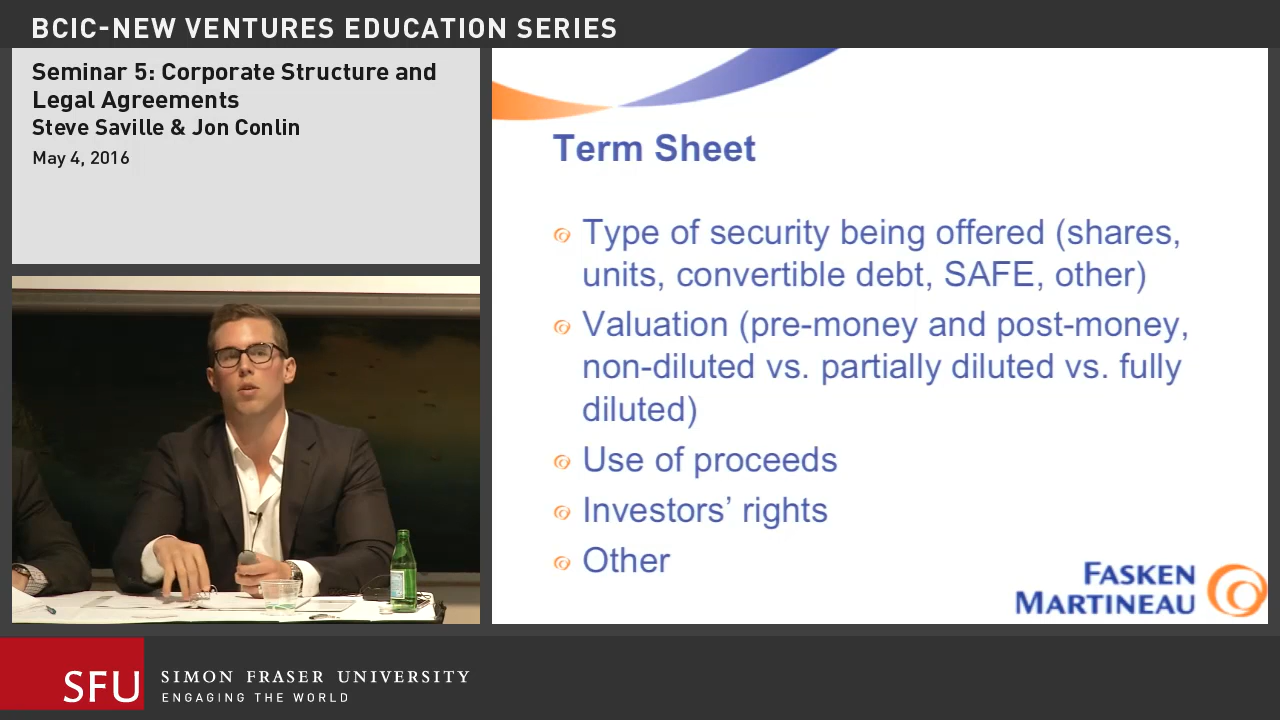 BCIC-NEW VENTURES EDUCATION SERIES
Seminar 5: Corporate Structure and
Legal Agreements
Steve Saville & Jon Conlin
May 4, 2016
Term Sheet
Type of security being offered (shares,
units, convertible debt, SAFE, other)
Valuation (pre-money and post-money,
non-diluted vs. partially diluted vs. fully
diluted)
Use of proceeds
Investors’ rights
Other
FASKEN
MARTINEAU
SFU
SIMON FRASER UNIVERSITY
ENGAGING THE WORLD